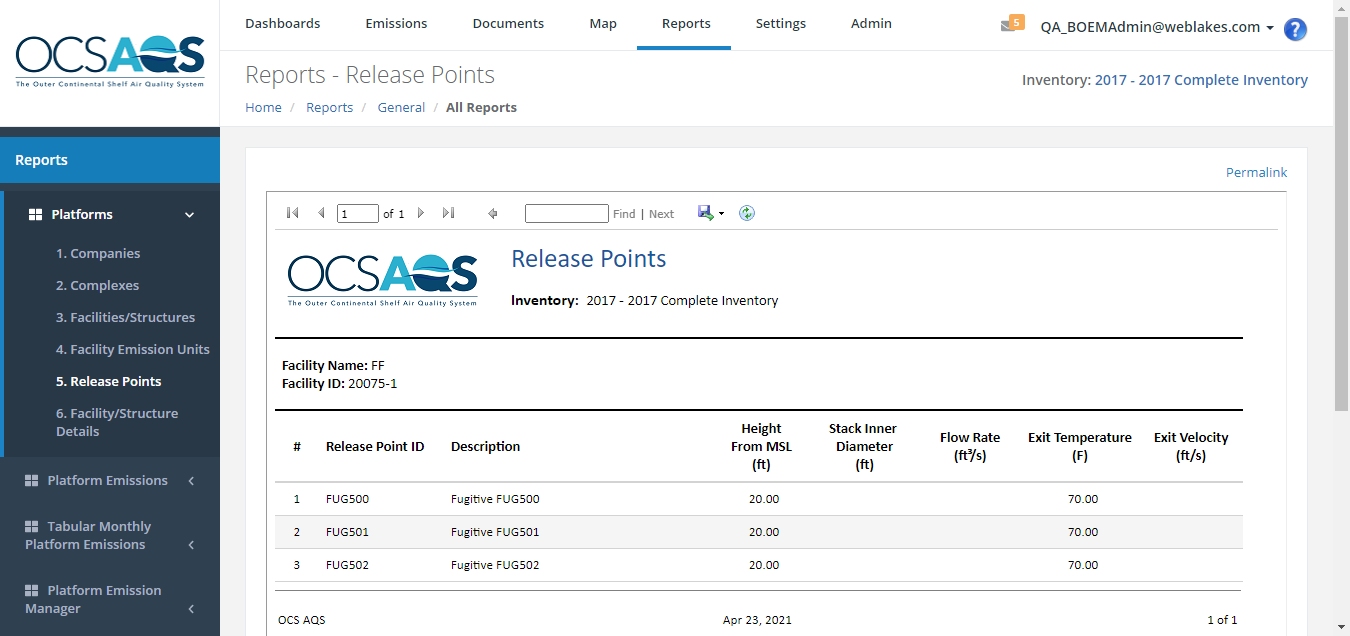 OCSAQS
The Outer Continental Shelf Air Quality System
Dashboards Emissions Documents Map Reports Settings Admin
5 QA_BOEMAdmin@weblakes.com ?
Reports - Release Points
Inventory: 2017 - 2017 Complete Inventory
Home / Reports / General / All Reports
Reports
Platforms
1. Companies
2. Complexes
3. Facilities/Structures
4. Facility Emission Units
5. Release Points
6. Facility/Structure
Details
Platform Emissions
Tabular Monthly
Platform Emissions
Platform Emission
Manager
Permalink
1 of 1 Find | Next
OCSAQS
The Outer Continental Shelf Air Quality System
Release Points
Inventory: 2017 - 2017 Complete Inventory
Facility Name: FF
Facility ID: 20075-1
# Release Point ID Description Height From MSL (ft) Stack Inner Diameter (ft) Flow Rate (ft³/s) Exit Temperature (F) Exit Velocity (ft/s)
1 FUG500 Fugitive FUG500 20.00 70.00
2 FUG501 Fugitive FUG501 20.00 70.00
3 FUG502 Fugitive FUG502 20.00 70.00
OCS AQS Apr 23, 2021 1 of 1